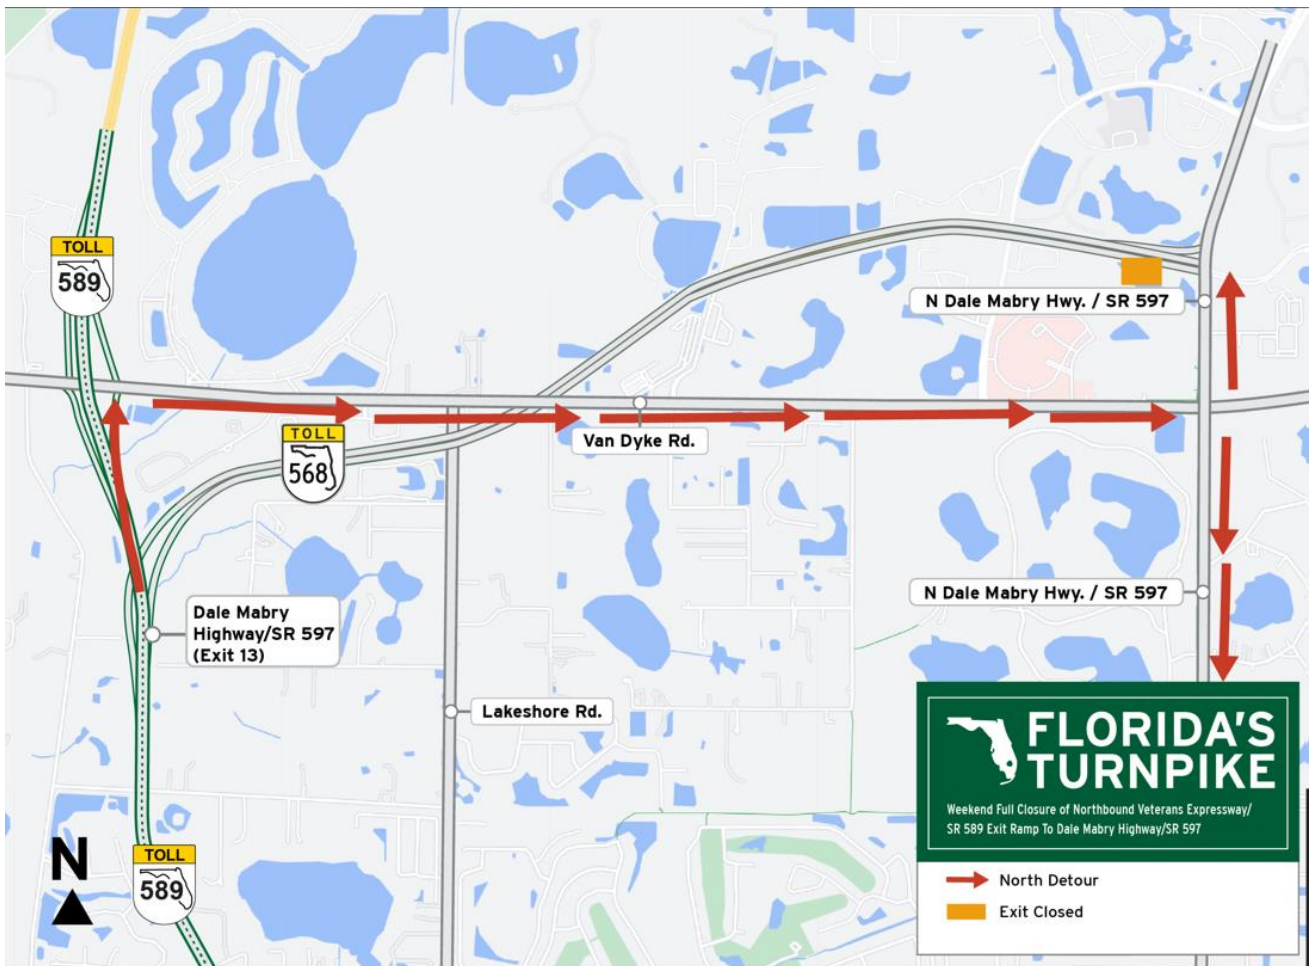 TOLL
589
N Dale Mabry Hwy. / SR 597
TOLL
568
Van Dyke Rd.
N Dale Mabry Hwy. / SR 597
Dale Mabry
Highway/SR 597
(Exit 13)
Lakeshore Rd.
TOLL
589
N
FLORIDA'S
TURNPIKE
Weekend Full Closure of Northbound Veterans Expressway/
SR 589 Exit Ramp To Dale Mabry Highway/SR 597
North Detour
Exit Closed